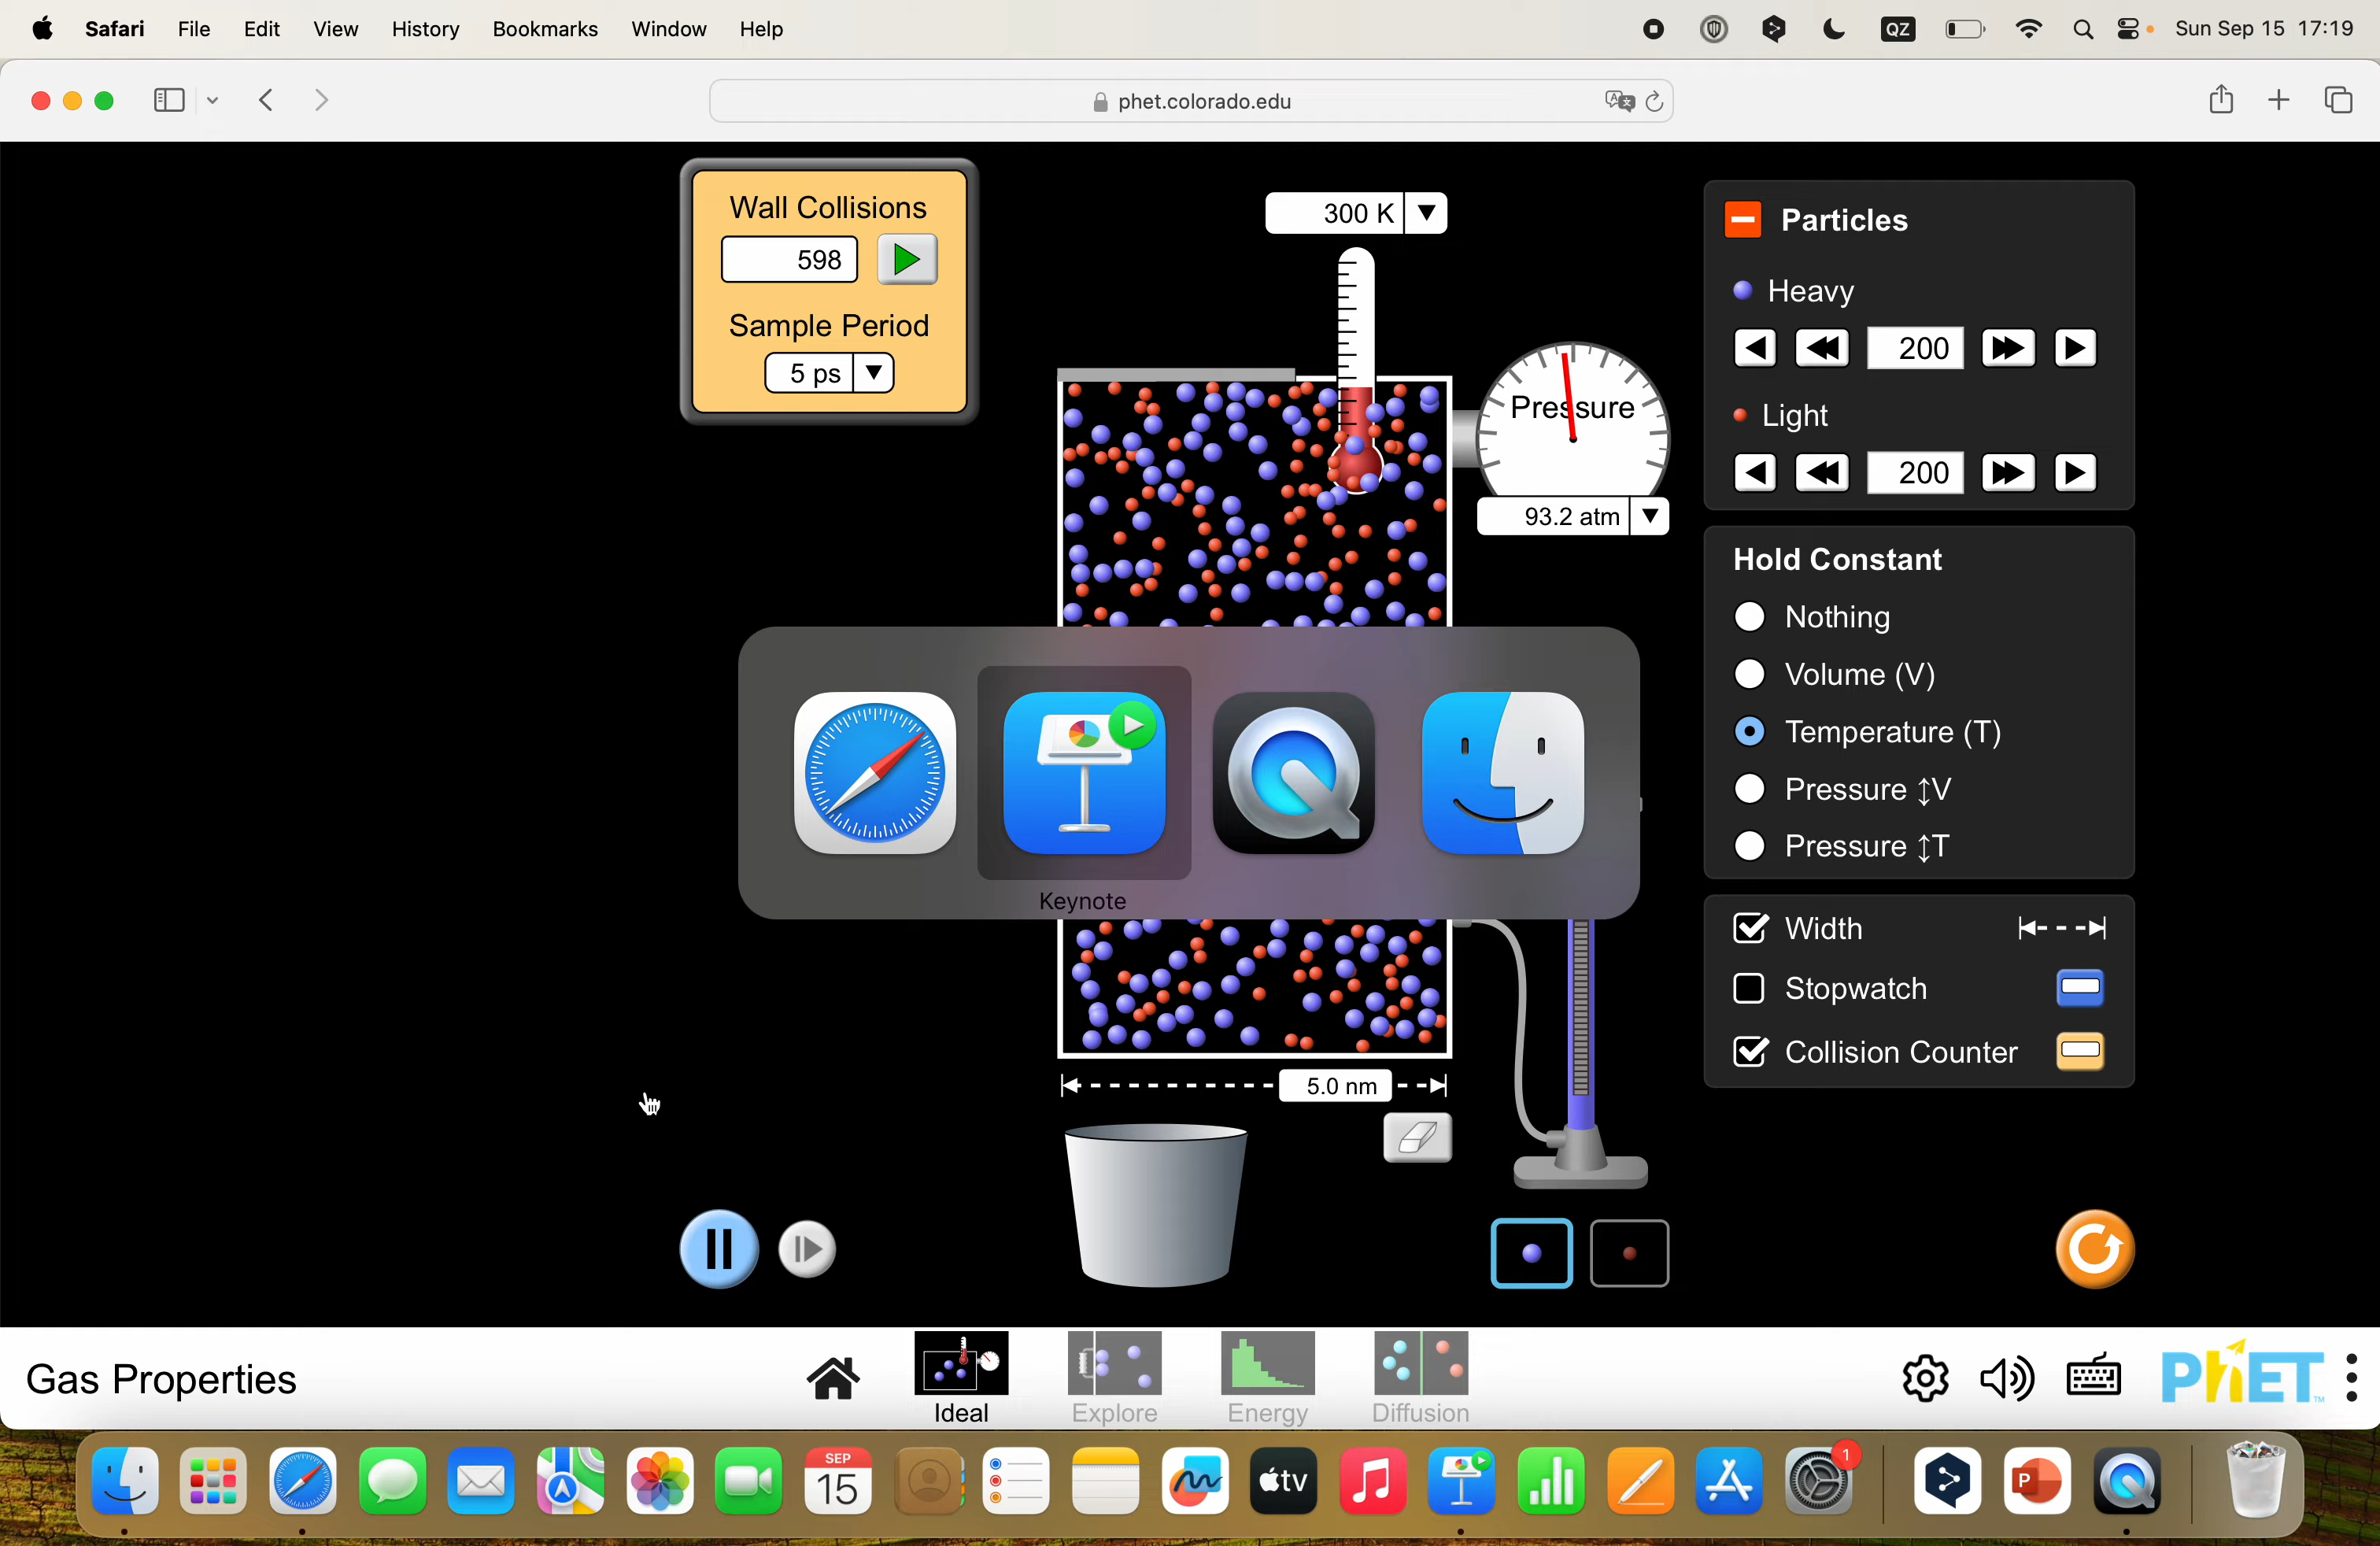 Safari File Edit View History Bookmarks Window Help QZ Sun Sep 15 17:19
phet.colorado.edu
Wall Collisions
598
Sample Period
5 ps
300 K
Pressure
93.2 atm
Particles
Heavy
200
Light
200
Hold Constant
Nothing
Volume (V)
Temperature (T)
Pressure ↕V
Pressure ↕T
Width
Stopwatch
Collision Counter
Keynote
5.0 nm
Gas Properties
Ideal
Explore
Energy
Diffusion
PhET™
SEP
15
tv
1
P